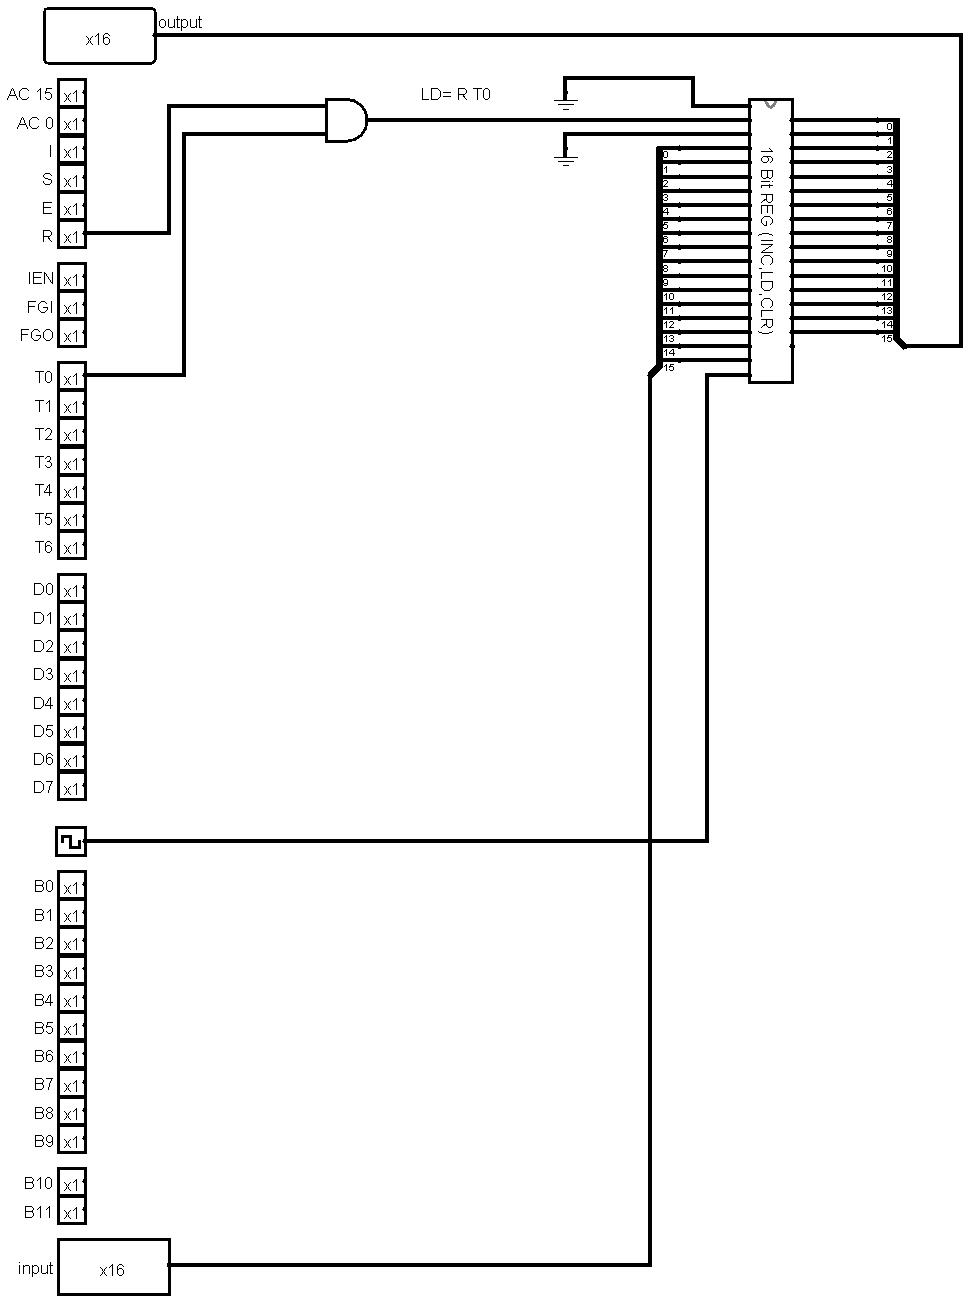 output
x16
AC 15 x1
LD= R T0
AC 0 x1
I x1
S x1
E x1
R x1
IEN x1
FGI x1
FGO x1
T0 x1
T1 x1
T2 x1
T3 x1
T4 x1
T5 x1
T6 x1
D0 x1
D1 x1
D2 x1
D3 x1
D4 x1
D5 x1
D6 x1
D7 x1
B0 x1
B1 x1
B2 x1
B3 x1
B4 x1
B5 x1
B6 x1
B7 x1
B8 x1
B9 x1
B10 x1
B11 x1
input x16
0
1
2
3
4
5
6
7
8
9
10
11
12
13
14
15
16 Bit REG (INC,LD,CLR)
0
1
2
3
4
5
6
7
8
9
10
11
12
13
14
15